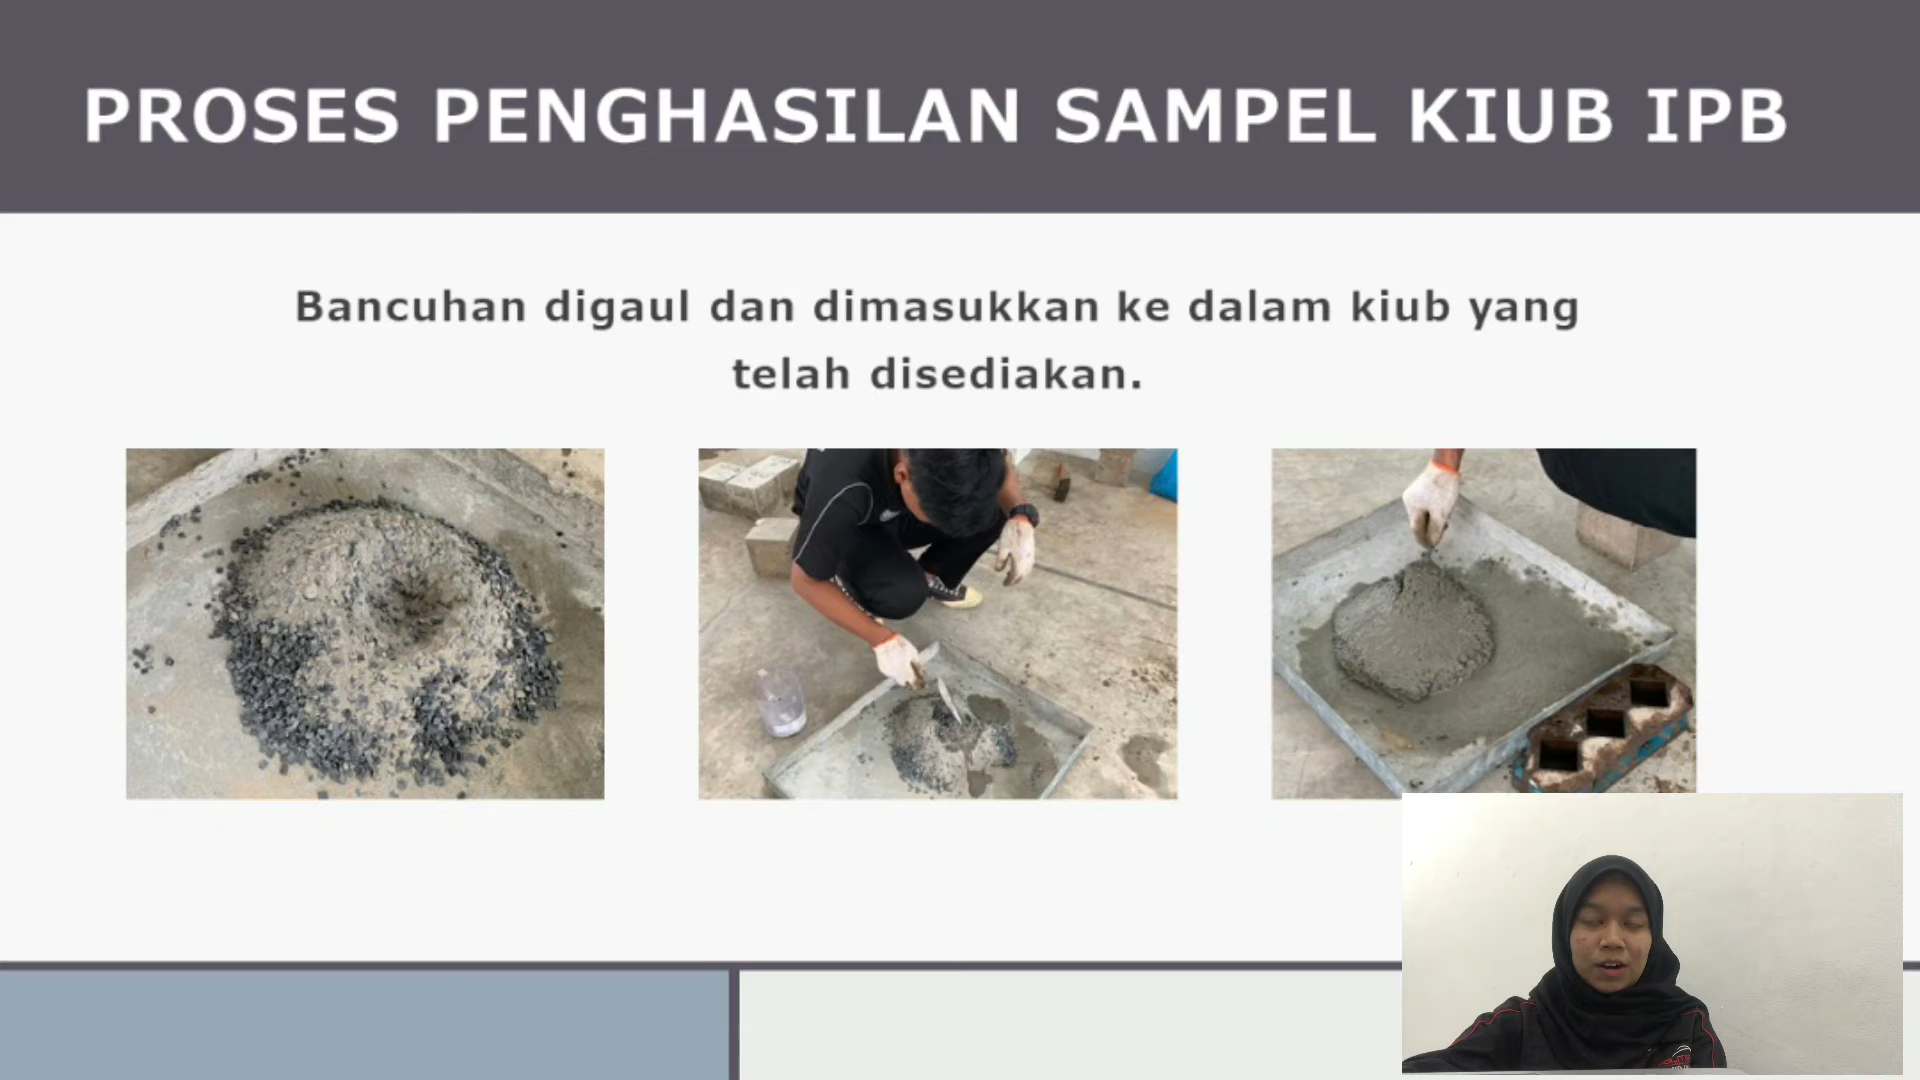 PROSES PENGHASILAN SAMPEL KIUB IPB
Bancuhan digaul dan dimasukkan ke dalam kiub yang
telah disediakan.